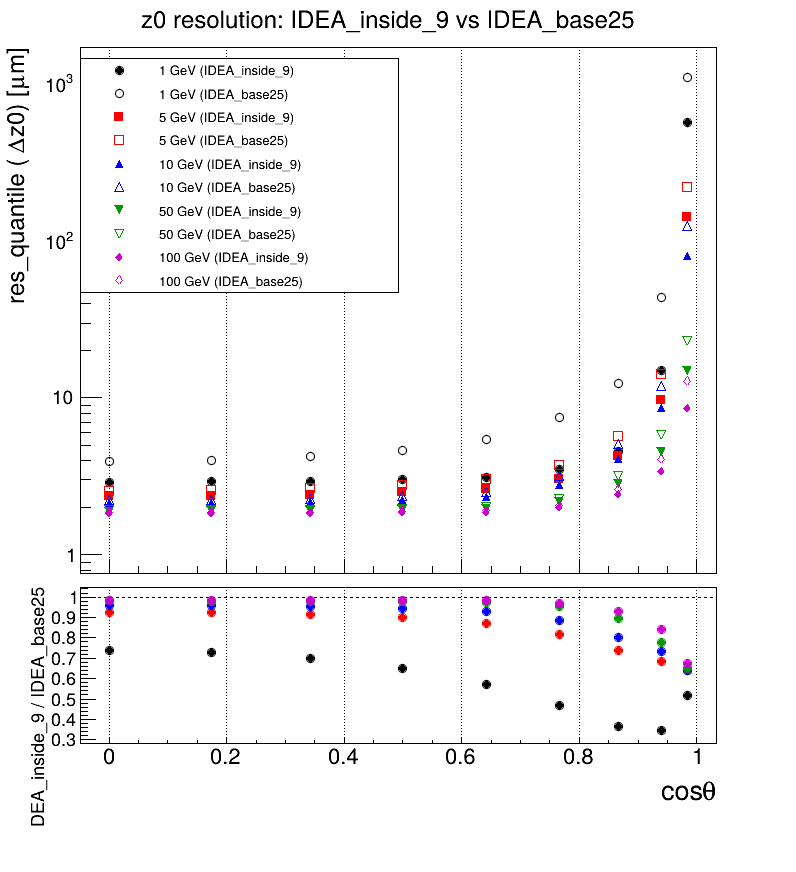 z0 resolution: IDEA_inside_9 vs IDEA_base25
res_quantile ( Δz0) [μm]
1 GeV (IDEA_inside_9)
1 GeV (IDEA_base25)
5 GeV (IDEA_inside_9)
5 GeV (IDEA_base25)
10 GeV (IDEA_inside_9)
10 GeV (IDEA_base25)
50 GeV (IDEA_inside_9)
50 GeV (IDEA_base25)
100 GeV (IDEA_inside_9)
100 GeV (IDEA_base25)
10³
10²
10
1
DEA_inside_9 / IDEA_base25
1
0.9
0.8
0.7
0.6
0.5
0.4
0.3
0 0.2 0.4 0.6 0.8 1
cosθ